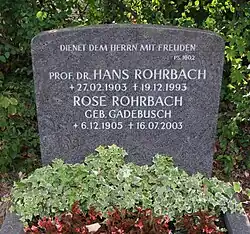 DIENET DEM HERRN MIT FREUDEN
PS. 100,2
PROF. DR. HANS ROHRBACH
+ 27.02.1903 + 19.12.1993
ROSE ROHRBACH
GEB. GADEBUSCH
+ 6.12.1905 + 16.07.2003